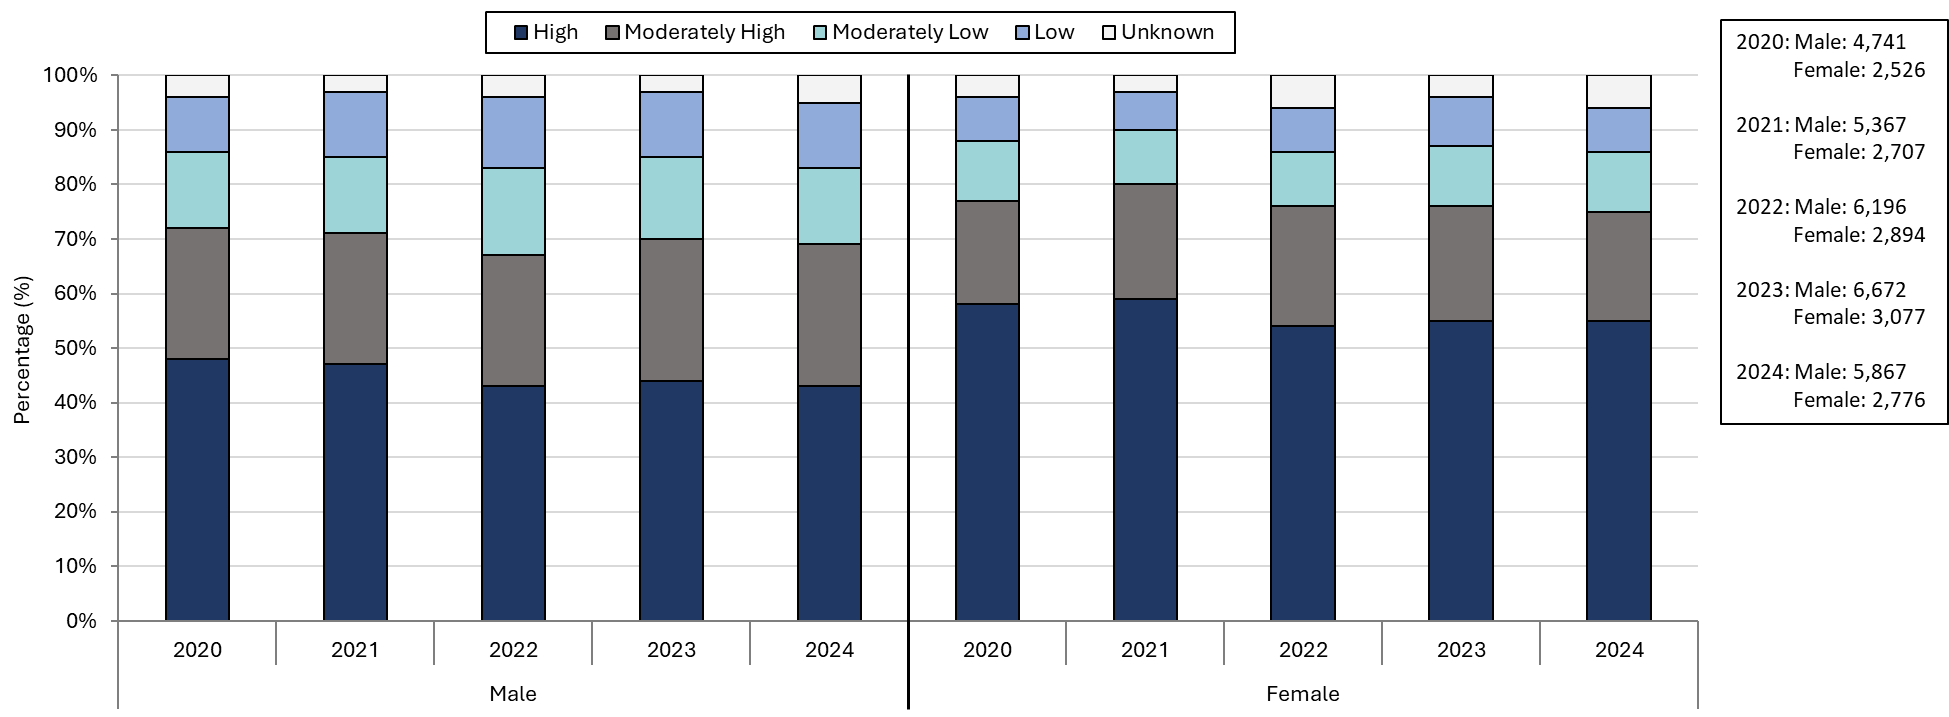 High Moderately High Moderately Low Low Unknown
100%
90%
80%
70%
60%
50%
40%
30%
20%
10%
0%
Percentage (%)
2020 2021 2022 2023 2024 2020 2021 2022 2023 2024
Male Female
2020: Male: 4,741
Female: 2,526
2021: Male: 5,367
Female: 2,707
2022: Male: 6,196
Female: 2,894
2023: Male: 6,672
Female: 3,077
2024: Male: 5,867
Female: 2,776